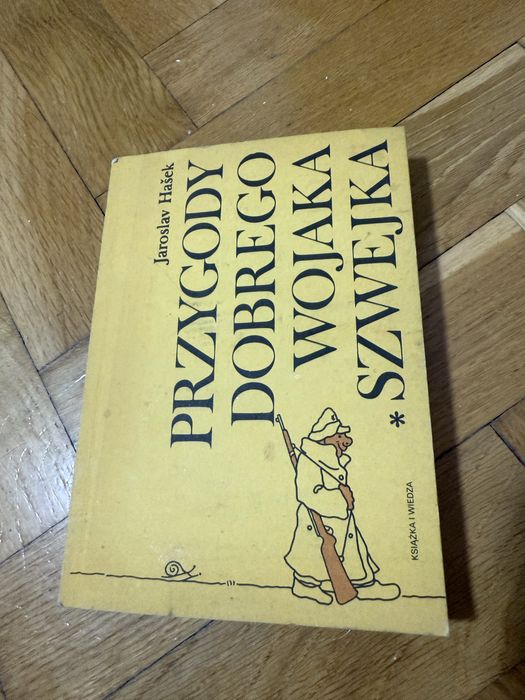 Jaroslav Hašek
PRZYGODY
DOBREGO
WOJAKA
* SZWEJKA
KSIĄŻKA I WIEDZA